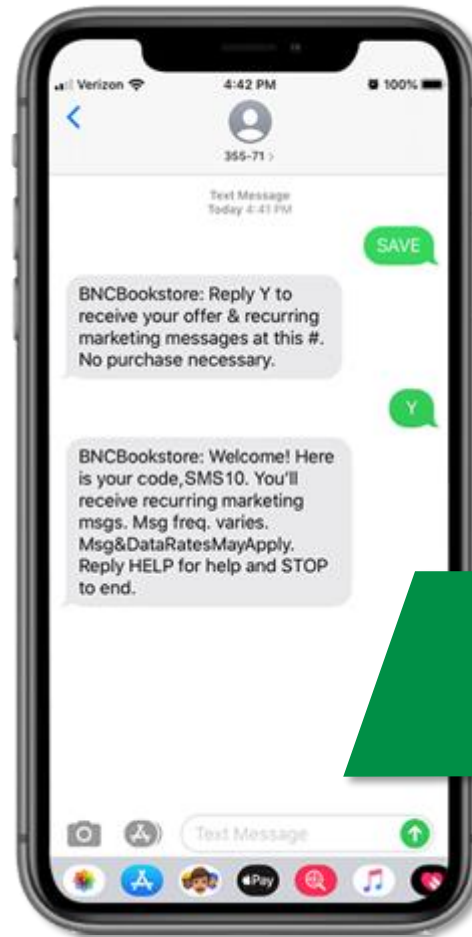 Verizon 4:42 PM 100%
355-71 >
Text Message
Today 4:41 PM
SAVE
BNCBookstore: Reply Y to
receive your offer & recurring
marketing messages at this #.
No purchase necessary.
Y
BNCBookstore: Welcome! Here
is your code,SMS10. You'll
receive recurring marketing
msgs. Msg freq. varies.
Msg&DataRatesMayApply.
Reply HELP for help and STOP
to end.
Text Message
Pay